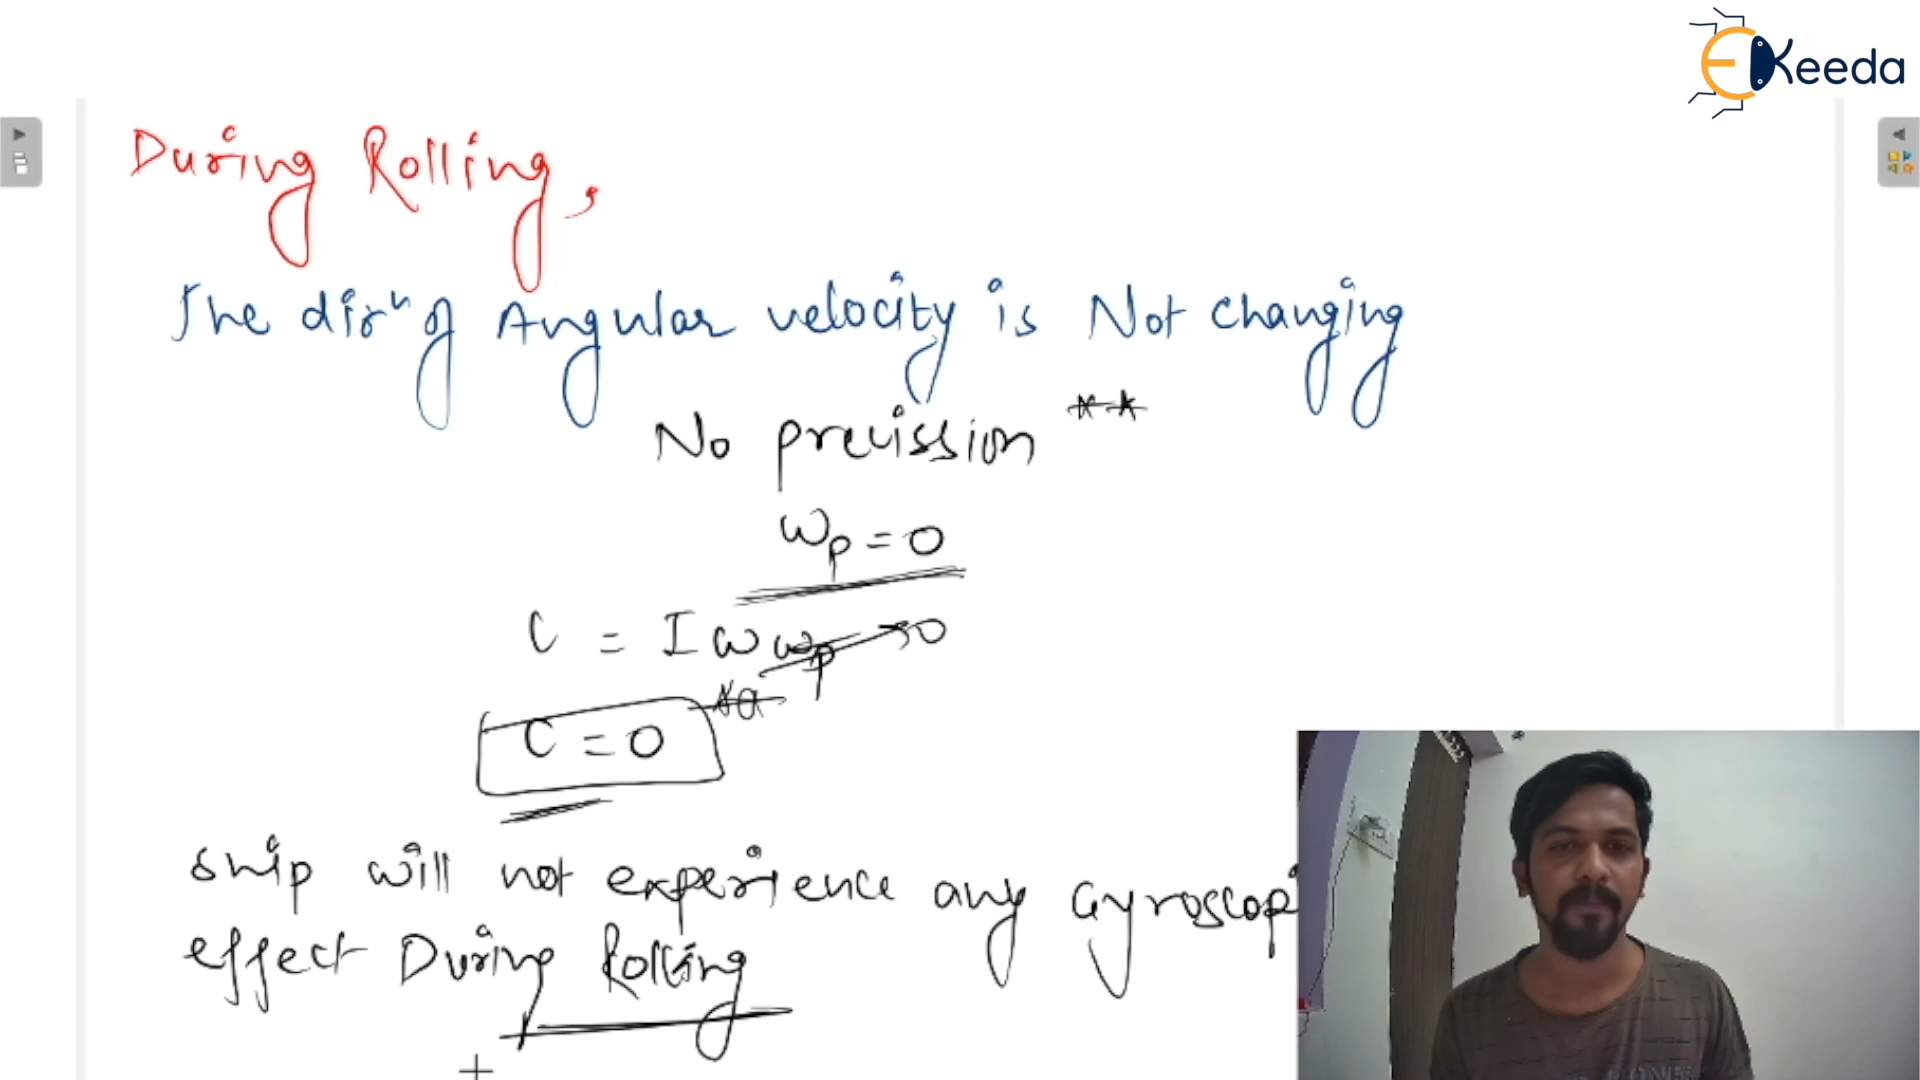 EKeeda
During Rolling,
The dirⁿ of Angular velocity is Not changing
No precission **
ωp = 0
C = I ω ωp → 0
C = 0
Ship will not experience any Gyroscopi
effect During Rolling